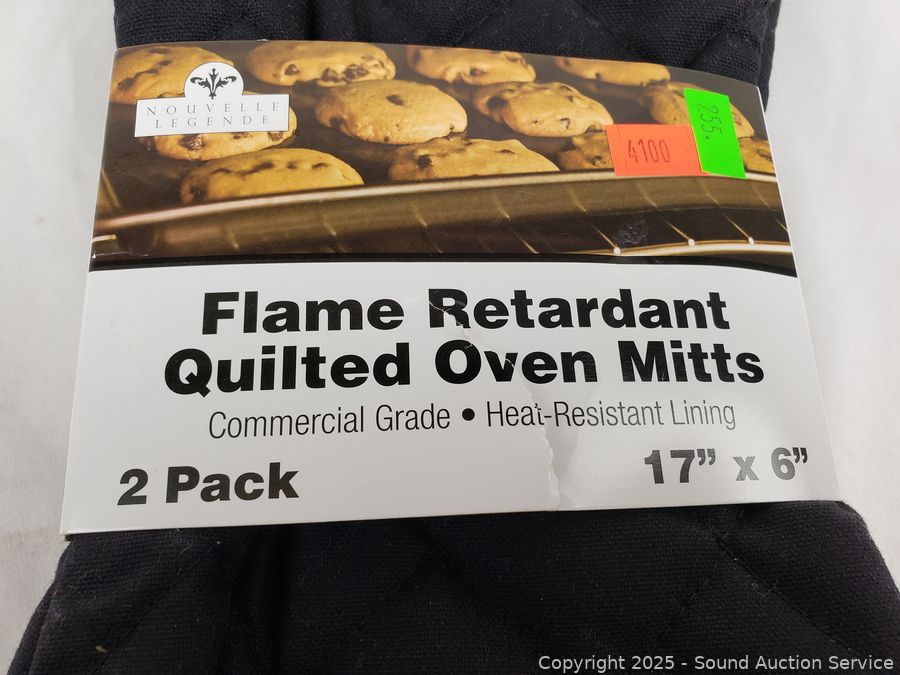 NOUVELLE
LEGENDE
4100
255.
Flame Retardant
Quilted Oven Mitts
Commercial Grade • Heat-Resistant Lining
2 Pack
17” x 6”
Copyright 2025 - Sound Auction Service